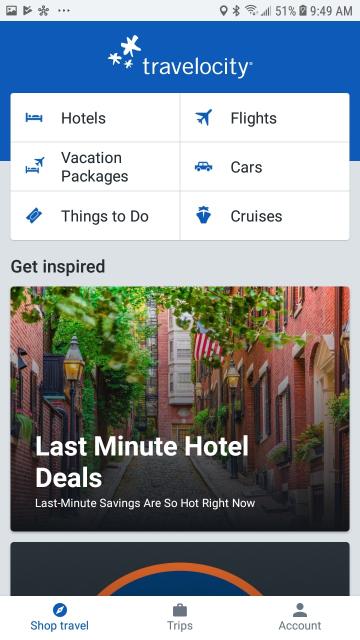 51% 9:49 AM
travelocity
Hotels
Flights
Vacation
Packages
Cars
Things to Do
Cruises
Get inspired
Last Minute Hotel
Deals
Last-Minute Savings Are So Hot Right Now
Shop travel
Trips
Account